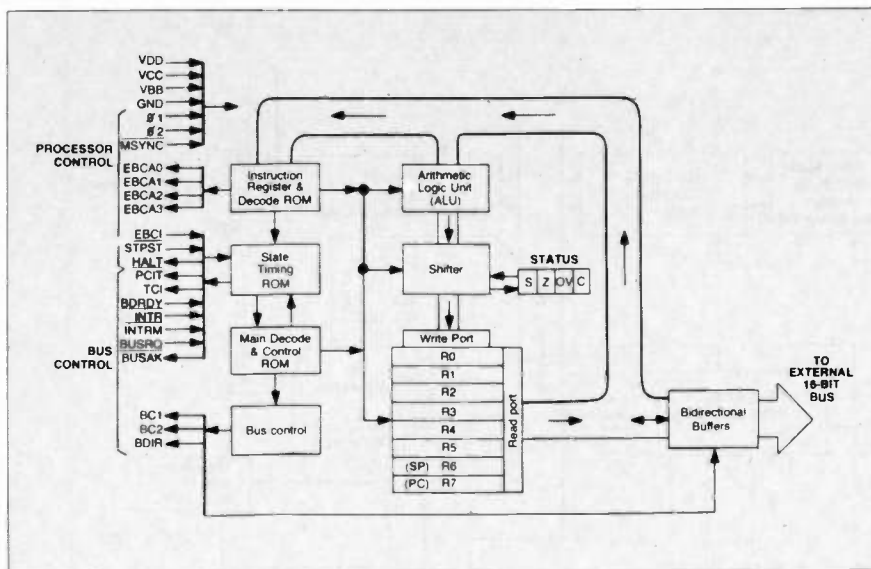 VDD
VCC
VBB
GND
Ø1
Ø2
MSYNC
PROCESSOR
CONTROL
EBCA0
EBCA1
EBCA2
EBCA3
EBCI
STPST
HALT
PCIT
TCI
BDRDY
INTR
INTRM
BUSRQ
BUSAK
BUS
CONTROL
BC1
BC2
BDIR
Instruction
Register &
Decode ROM
State
Timing
ROM
Main Decode
& Control
ROM
Bus control
Arithmetic
Logic Unit
(ALU)
Shifter
STATUS
S Z OV C
Write Port
R0
R1
R2
R3
R4
R5
(SP) R6
(PC) R7
Read port
Bidirectional
Buffers
TO
EXTERNAL
16-BIT
BUS